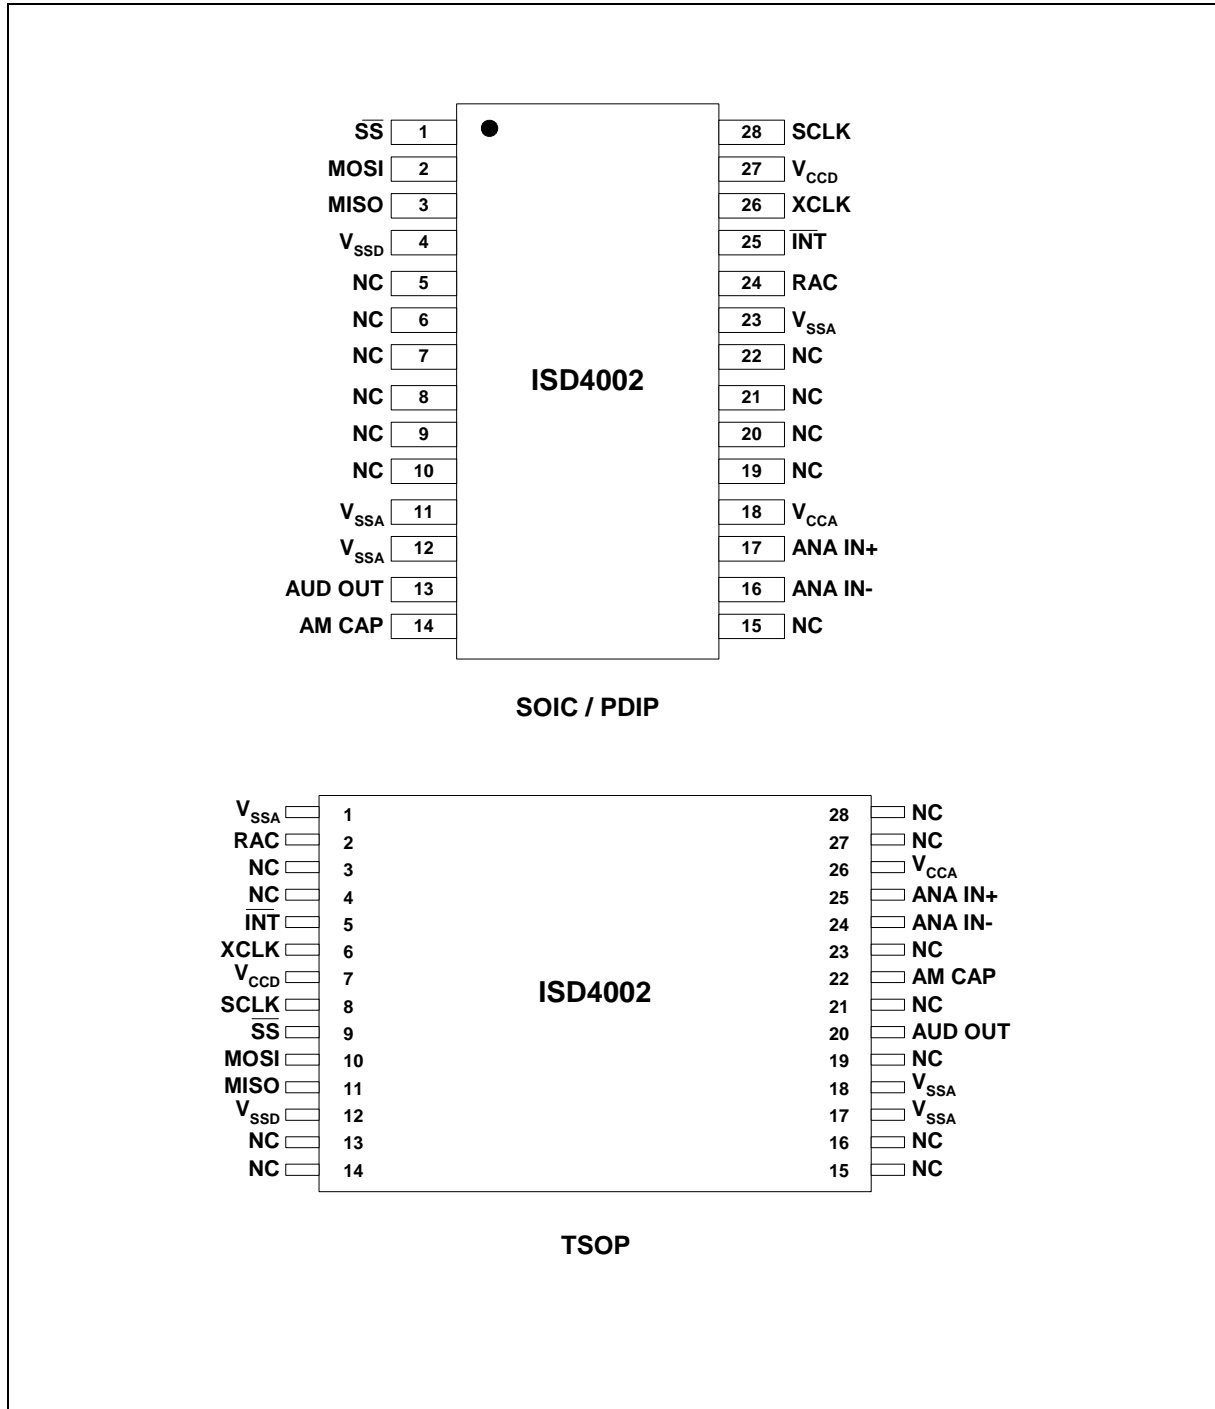 SS 1 28 SCLK
MOSI 2 27 VCCD
MISO 3 26 XCLK
VSSD 4 25 INT
NC 5 24 RAC
NC 6 23 VSSA
NC 7 22 NC
ISD4002
NC 8 21 NC
NC 9 20 NC
NC 10 19 NC
VSSA 11 18 VCCA
VSSA 12 17 ANA IN+
AUD OUT 13 16 ANA IN-
AM CAP 14 15 NC
SOIC / PDIP
VSSA 1 28 NC
RAC 2 27 NC
NC 3 26 VCCA
NC 4 25 ANA IN+
INT 5 24 ANA IN-
XCLK 6 23 NC
VCCD 7 22 AM CAP
ISD4002
SCLK 8 21 NC
SS 9 20 AUD OUT
MOSI 10 19 NC
MISO 11 18 VSSA
VSSD 12 17 VSSA
NC 13 16 NC
NC 14 15 NC
TSOP